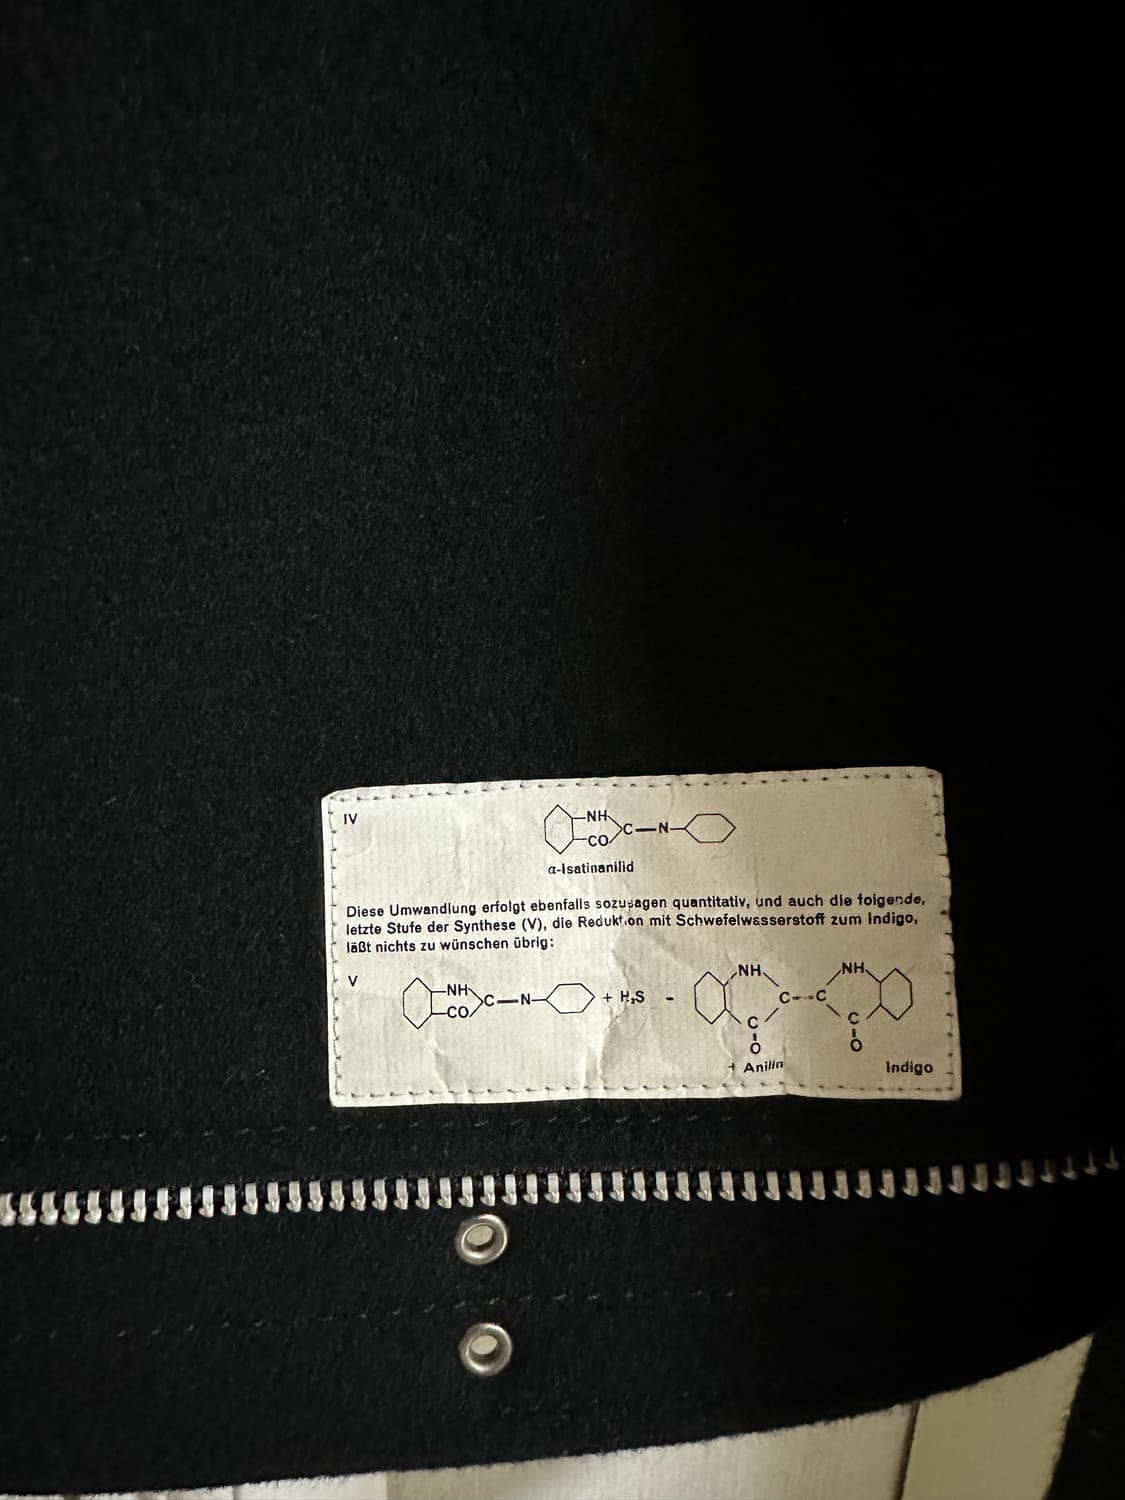 IV
NH
C—N
CO
α-Isatinanilid
Diese Umwandlung erfolgt ebenfalls sozusagen quantitativ, und auch die folgende,
letzte Stufe der Synthese (V), die Reduktion mit Schwefelwasserstoff zum Indigo,
läßt nichts zu wünschen übrig:
V
NH
C—N
CO
+ H₂S -
NH NH
C---C
C C
O O
+ Anilin Indigo